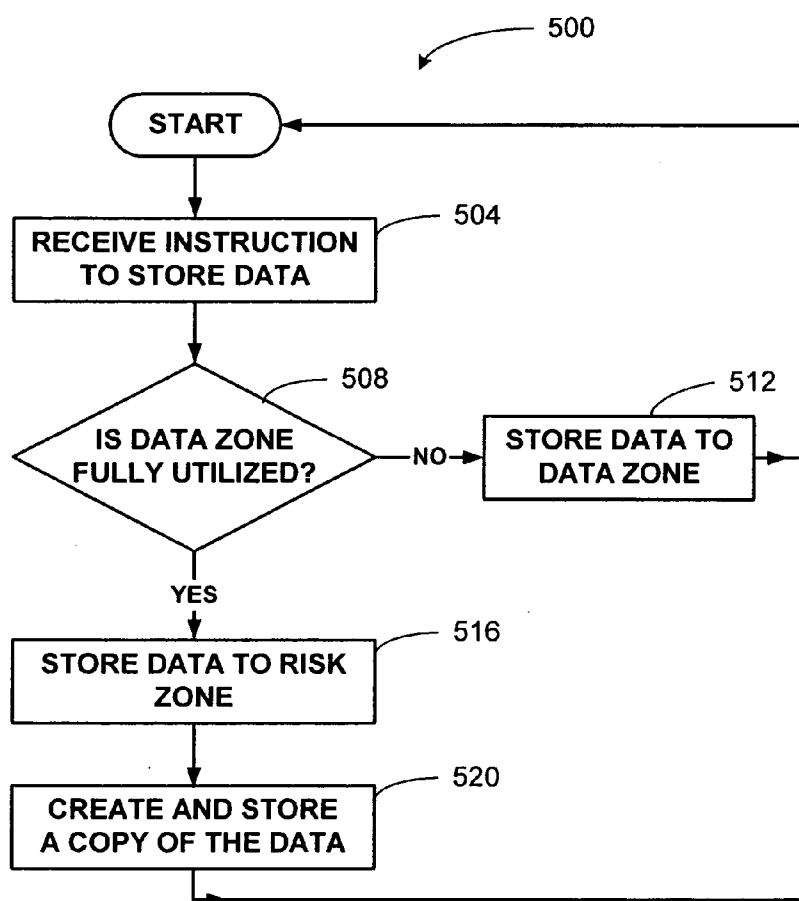 500
START
504
RECEIVE INSTRUCTION
TO STORE DATA
508
IS DATA ZONE
FULLY UTILIZED?
NO
512
STORE DATA TO
DATA ZONE
YES
516
STORE DATA TO RISK
ZONE
520
CREATE AND STORE
A COPY OF THE DATA